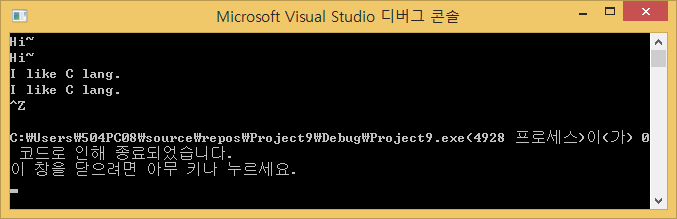 Microsoft Visual Studio 디버그 콘솔
Hi~
Hi~
I like C lang.
I like C lang.
^Z
C:₩Users₩504PC08₩source₩repos₩Project9₩Debug₩Project9.exe(4928 프로세스)이(가) 0
코드로 인해 종료되었습니다.
이 창을 닫으려면 아무 키나 누르세요.